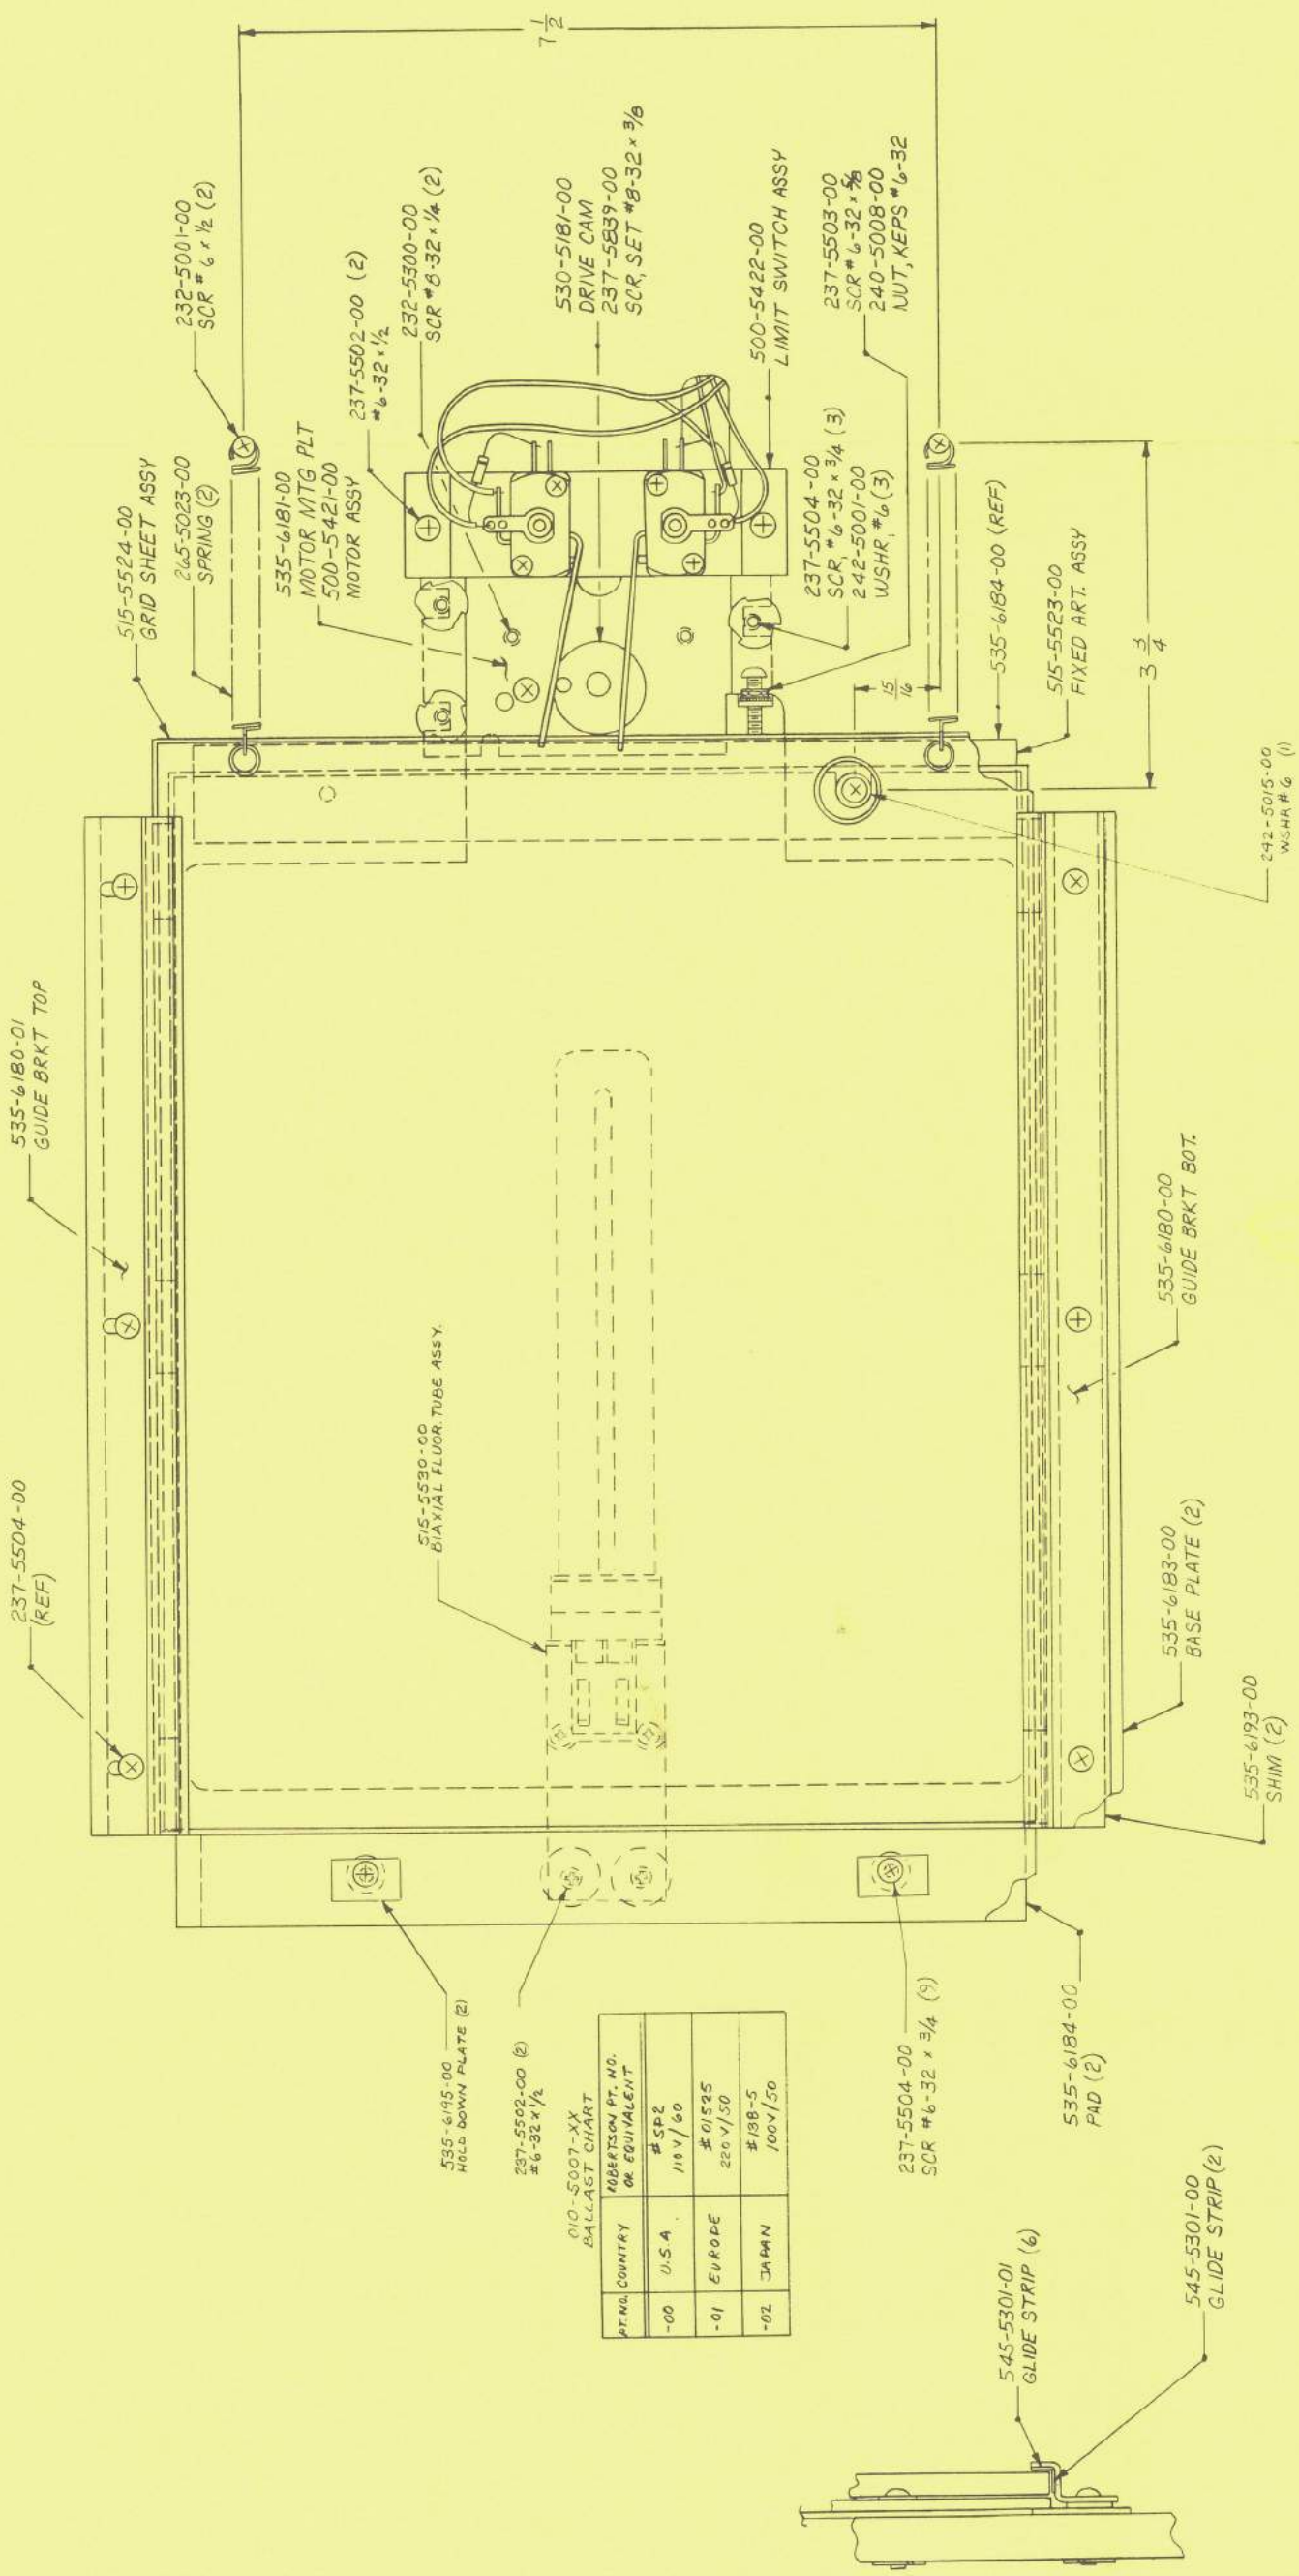 237-5504-00
(REF)
535-6180-01
GUIDE BRKT TOP
515-5524-00
GRID SHEET ASSY
265-5023-00
SPRING (2)
232-5001-00
SCR # 6 x 1/2 (2)
7 1/2
535-6181-00
MOTOR MTG PLT
500-5421-00
MOTOR ASSY
237-5502-00 (2)
#6-32 x 1/2
232-5300-00
SCR #8-32 x 1/4 (2)
530-5181-00
DRIVE CAM
237-5839-00
SCR, SET #8-32 x 3/8
500-5422-00
LIMIT SWITCH ASSY
237-5503-00
SCR #6-32 x
240-5008-00
NUT, KEPS #6-32
237-5504-00
SCR, #6-32 x 3/4 (3)
242-5001-00
WSHR, #6 (3)
15/16
535-6184-00 (REF)
515-5523-00
FIXED ART. ASSY
3 3/4
242-5015-00
WSHR #6 (1)
515-5530-00
BIAXIAL FLUOR. TUBE ASSY.
535-6180-00
GUIDE BRKT BOT.
535-6183-00
BASE PLATE (2)
535-6193-00
SHIM (2)
535-6195-00
HOLD DOWN PLATE (2)
237-5502-00 (2)
#6-32 x 1/2
010-5007-XX
BALLAST CHART
PT. NO. COUNTRY ROBERTSON PT. NO. OR EQUIVALENT
-00 U.S.A. #SP2 110V/60
-01 EUROPE #01525 220V/50
-02 JAPAN #13B-5 100V/50
237-5504-00
SCR #6-32 x 3/4 (9)
535-6184-00
PAD (2)
545-5301-01
GLIDE STRIP (6)
545-5301-00
GLIDE STRIP (2)